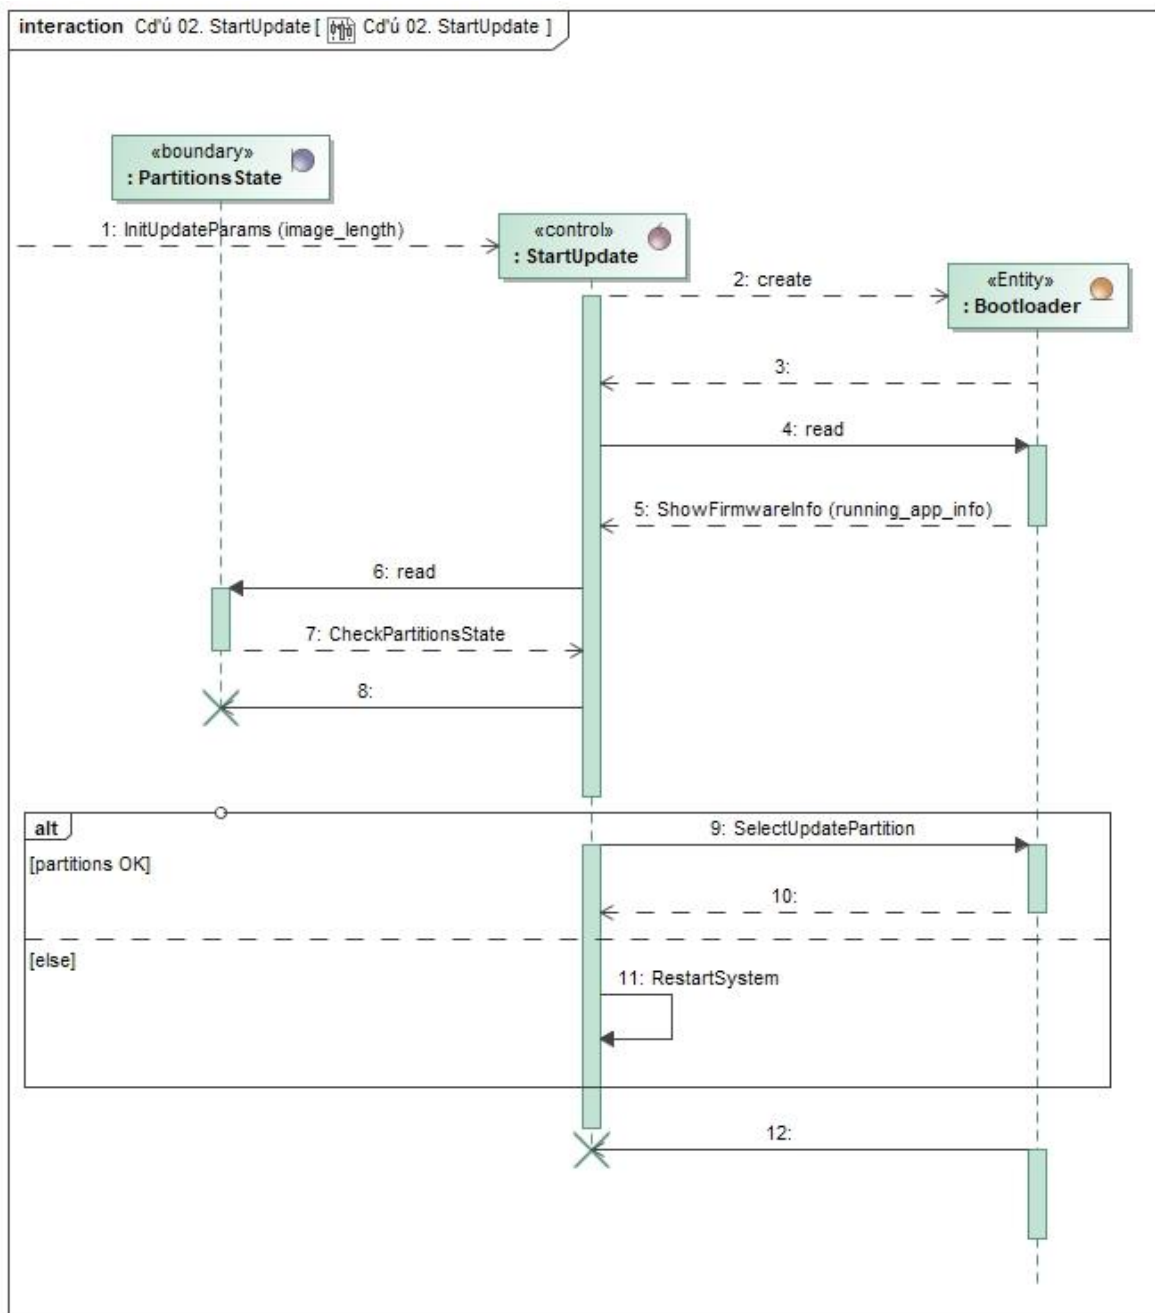 interaction Cd'ú 02. StartUpdate [ Cd'ú 02. StartUpdate ]
«boundary»
: PartitionsState
1: InitUpdateParams (image_length)
«control»
: StartUpdate
2: create
«Entity»
: Bootloader
3:
4: read
5: ShowFirmwareInfo (running_app_info)
6: read
7: CheckPartitionsState
8:
alt
9: SelectUpdatePartition
[partitions OK]
10:
[else]
11: RestartSystem
12: